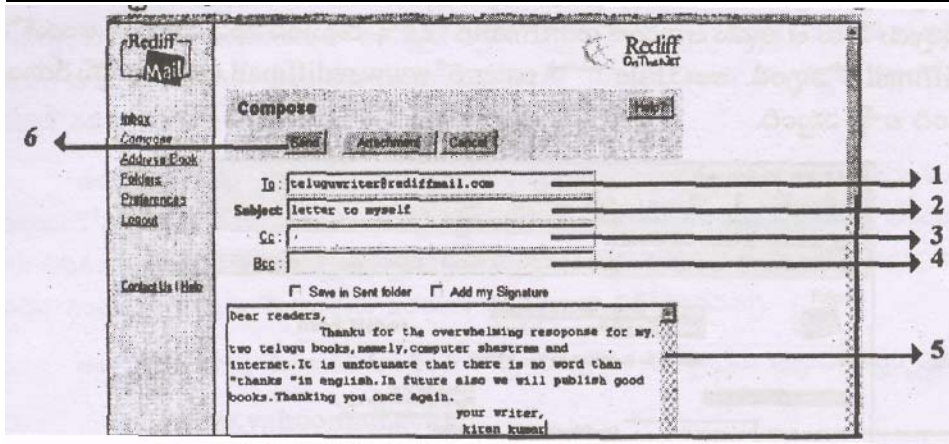 Rediff
Mail
Rediff
On The Net
Compose
Help?
Inbox
Compose
Address Book
Folders
Preferences
Logout
Contact Us | Help
6
Send Attachment Cancel
To: teluguwriter@rediffmail.com
1
Subject: letter to myself
2
Cc:
3
Bcc:
4
Save in Sent folder Add my Signature
Dear readers,
Thanku for the overwhelming resoponse for my
two telugu books,namely.computer shastram and
internet.It is unfotunate that there is no word than
"thanks "in english.In future also we will publish good
books.Thanking you once again.
your writer,
kiran kumar
5